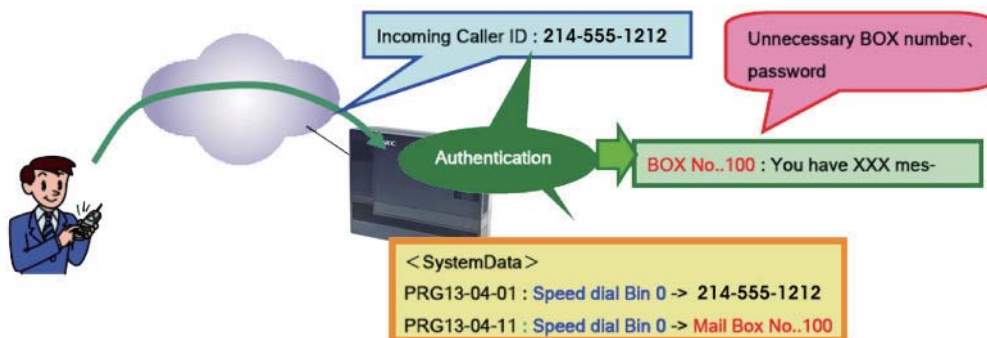 Incoming Caller ID : 214-555-1212
Unnecessary BOX number、
password
Authentication
BOX No..100 : You have XXX mes-
＜SystemData＞
PRG13-04-01 : Speed dial Bin 0 -> 214-555-1212
PRG13-04-11 : Speed dial Bin 0 -> Mail Box No..100